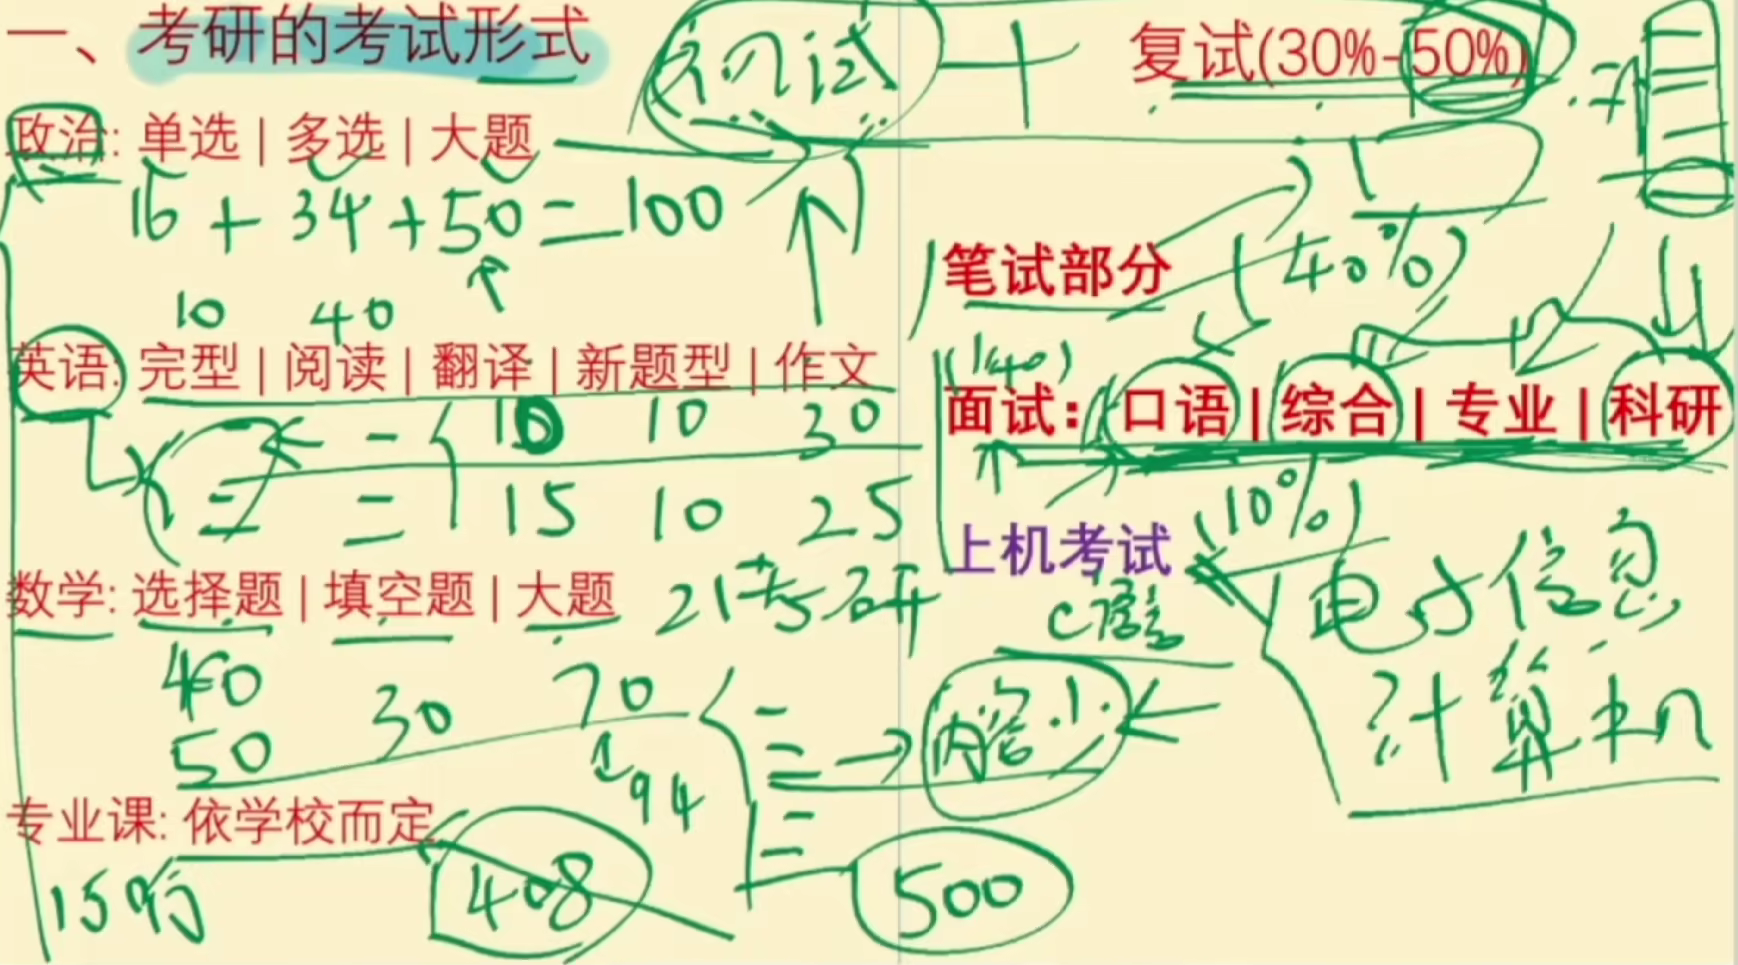 一、考研的考试形式 初试 + 复试(30%-50%)
政治: 单选 | 多选 | 大题
16 + 34 + 50 = 100
笔试部分 (40%)
10 40
英语: 完型 | 阅读 | 翻译 | 新题型 | 作文
(140)
面试: 口语 | 综合 | 专业 | 科研
一 10 10 30
二 15 10 25
上机考试 (10%)
C语言
电子信息
计算机
数学: 选择题 | 填空题 | 大题 21考研
40
50 30 70
94
一
二
三
内容少
专业课: 依学校而定
150分 408 500